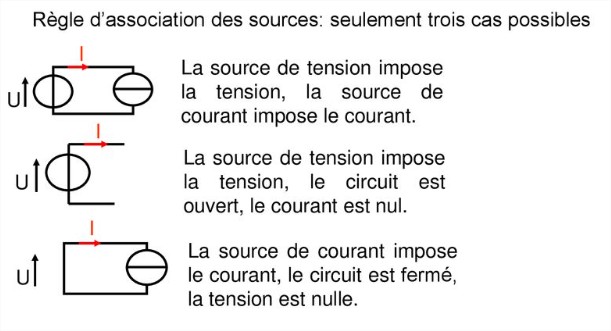 Règle d'association des sources: seulement trois cas possibles
I
U
La source de tension impose
la tension, la source de
courant impose le courant.
I
U
La source de tension impose
la tension, le circuit est
ouvert, le courant est nul.
I
U
La source de courant impose
le courant, le circuit est fermé,
la tension est nulle.